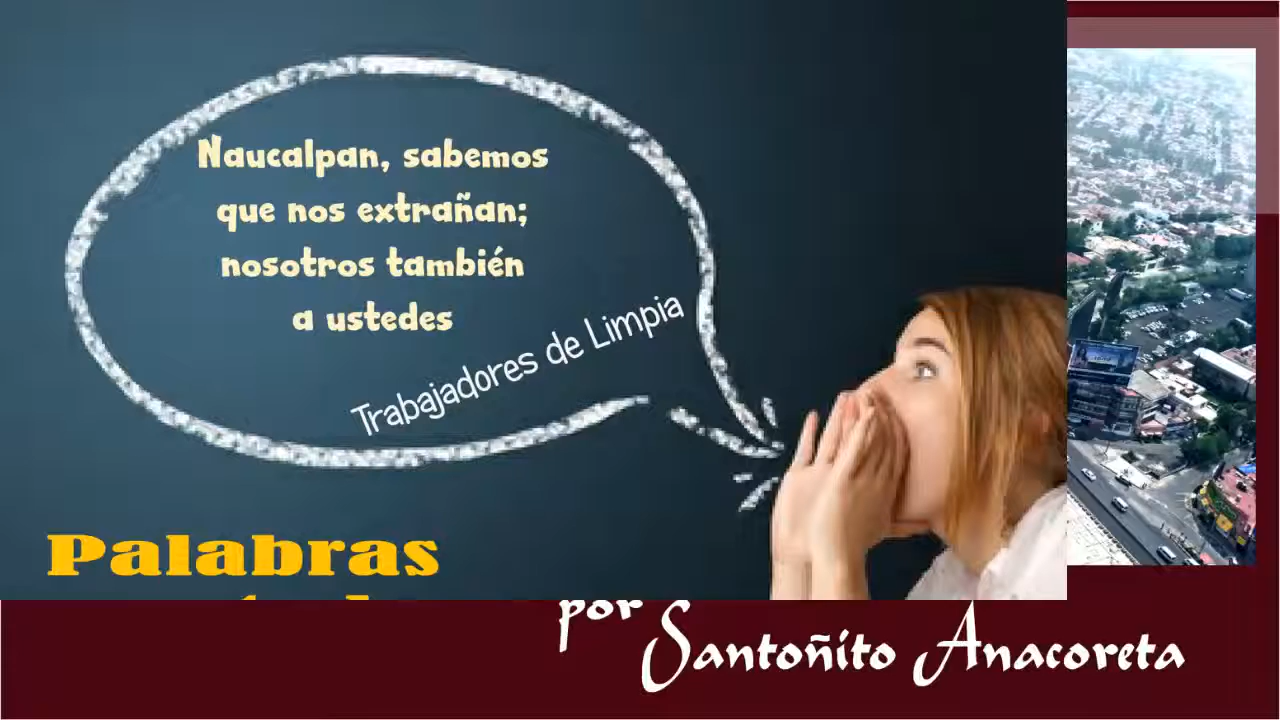 Naucalpan, sabemos
que nos extrañan;
nosotros también
a ustedes
Trabajadores de Limpia
Palabras
por
Santoñito Anacoreta